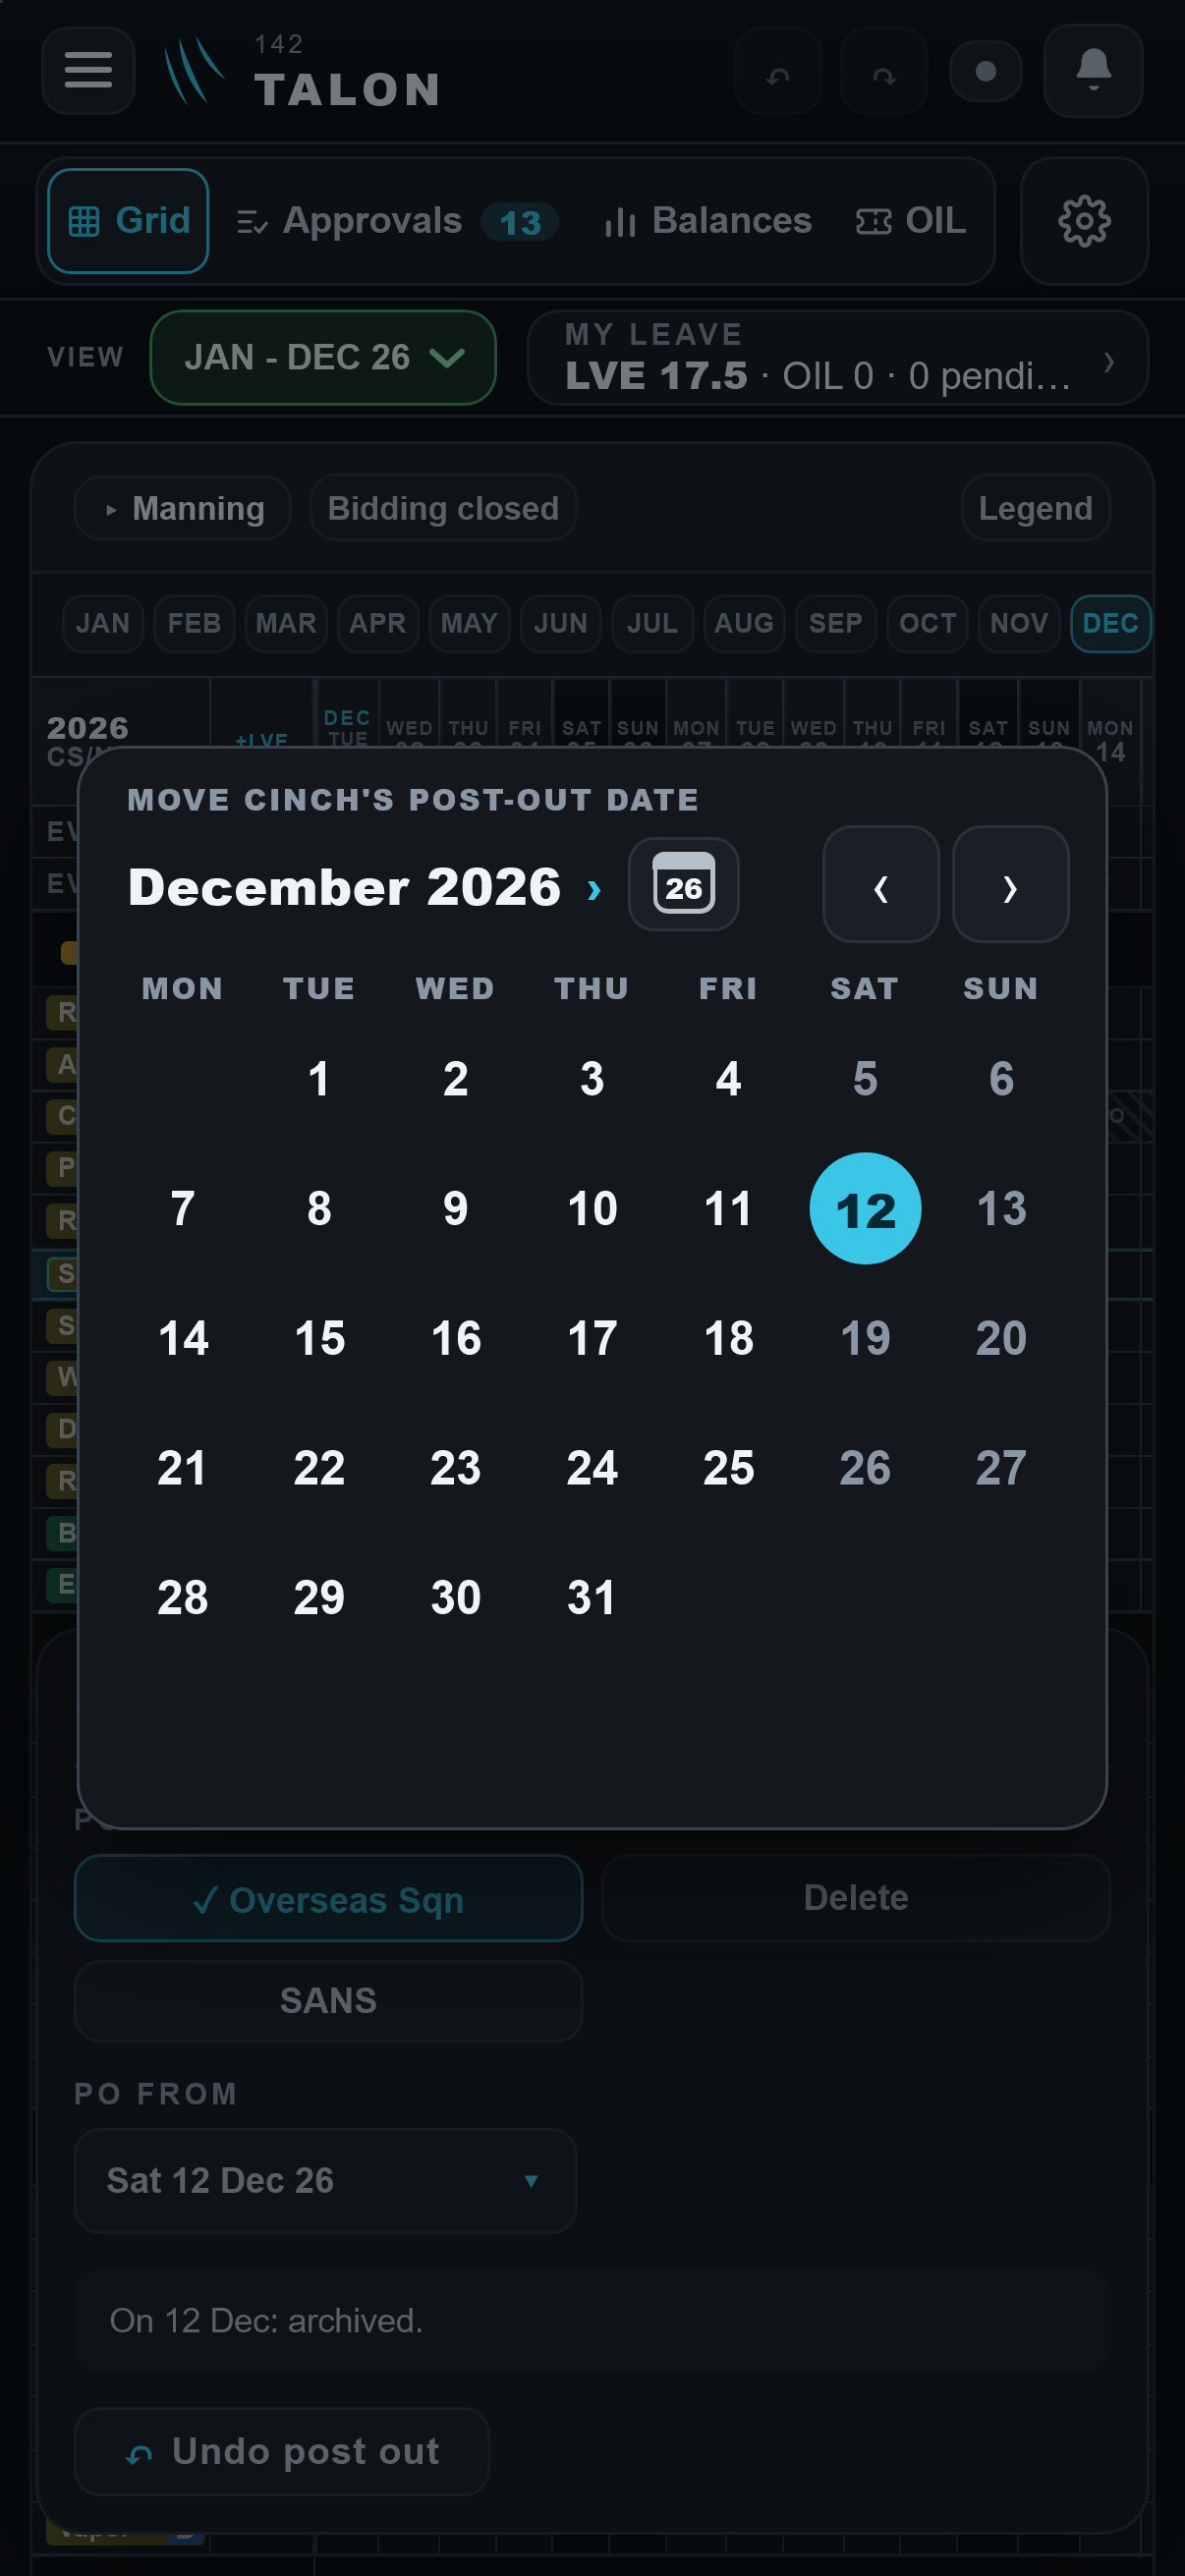 142
TALON
Grid
Approvals 13
Balances
OIL
VIEW
JAN - DEC 26
MY LEAVE
LVE 17.5 · OIL 0 · 0 pendi…
Manning
Bidding closed
Legend
JAN FEB MAR APR MAY JUN JUL AUG SEP OCT NOV DEC
2026
+LVE
DEC
TUE WED THU FRI SAT SUN MON TUE WED THU FRI SAT SUN MON
14
MOVE CINCH'S POST-OUT DATE
December 2026 ›
26
‹ ›
MON TUE WED THU FRI SAT SUN
1 2 3 4 5 6
7 8 9 10 11 12 13
14 15 16 17 18 19 20
21 22 23 24 25 26 27
28 29 30 31
✓ Overseas Sqn
Delete
SANS
PO FROM
Sat 12 Dec 26 ▾
On 12 Dec: archived.
Undo post out